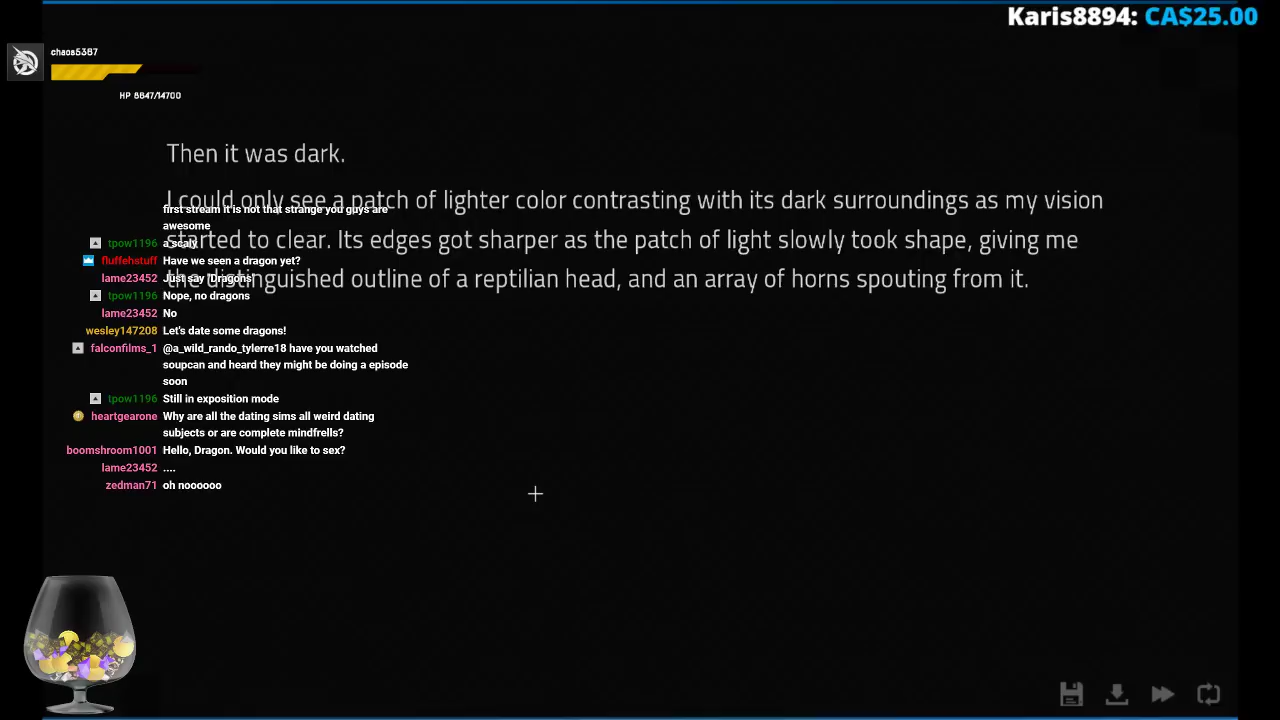 Karis8894: CA$25.00
chaos5367
HP 8647/14700
Then it was dark.
I could only see a patch of lighter color contrasting with its dark surroundings as my vision
started to clear. Its edges got sharper as the patch of light slowly took shape, giving me
the distinguished outline of a reptilian head, and an array of horns spouting from it.
first stream it is not that strange you guys are
awesome
tpow1196 a scaly
fluffehstuff Have we seen a dragon yet?
lame23452 Just say "Dragons"
tpow1196 Nope, no dragons
lame23452 No
wesley147208 Let's date some dragons!
falconfilms_1 @a_wild_rando_tylerre18 have you watched
soupcan and heard they might be doing a episode
soon
tpow1196 Still in exposition mode
heartgearone Why are all the dating sims all weird dating
subjects or are complete mindfrells?
boomshroom1001 Hello, Dragon. Would you like to sex?
lame23452 ....
zedman71 oh noooooo